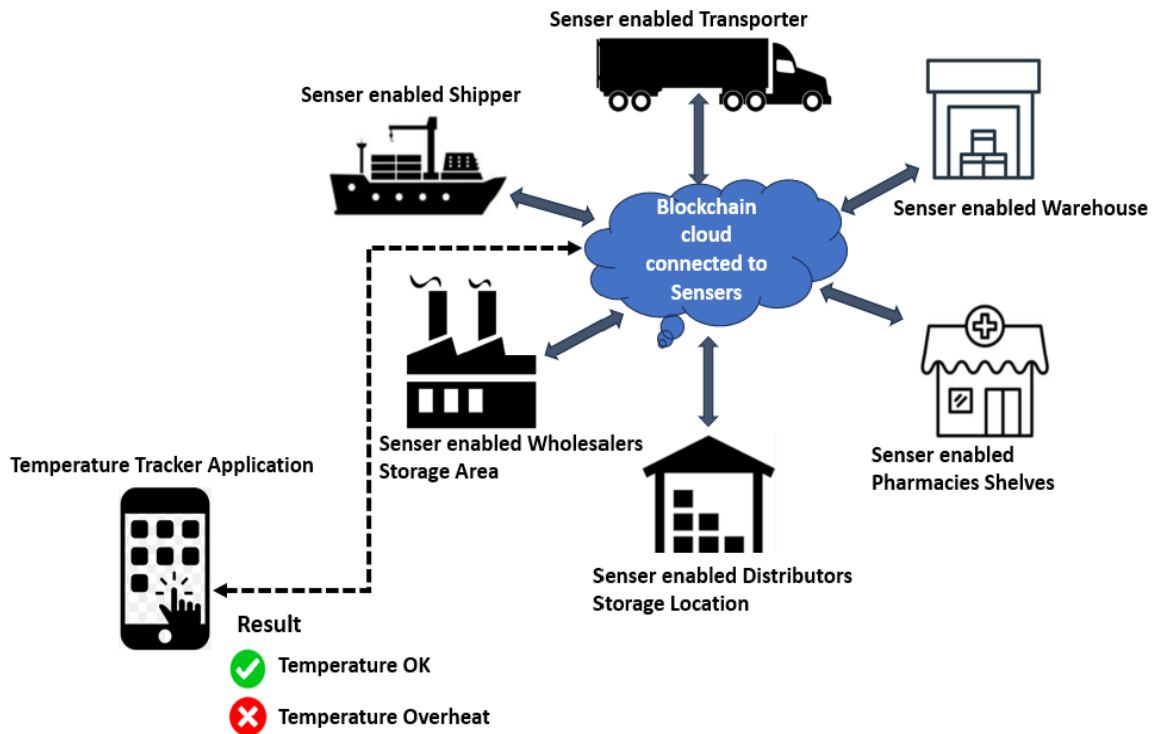 Senser enabled Transporter
Senser enabled Shipper
Senser enabled Warehouse
Blockchain
cloud
connected to
Sensers
Senser enabled Wholesalers
Storage Area
Senser enabled
Pharmacies Shelves
Temperature Tracker Application
Senser enabled Distributors
Storage Location
Result
Temperature OK
Temperature Overheat